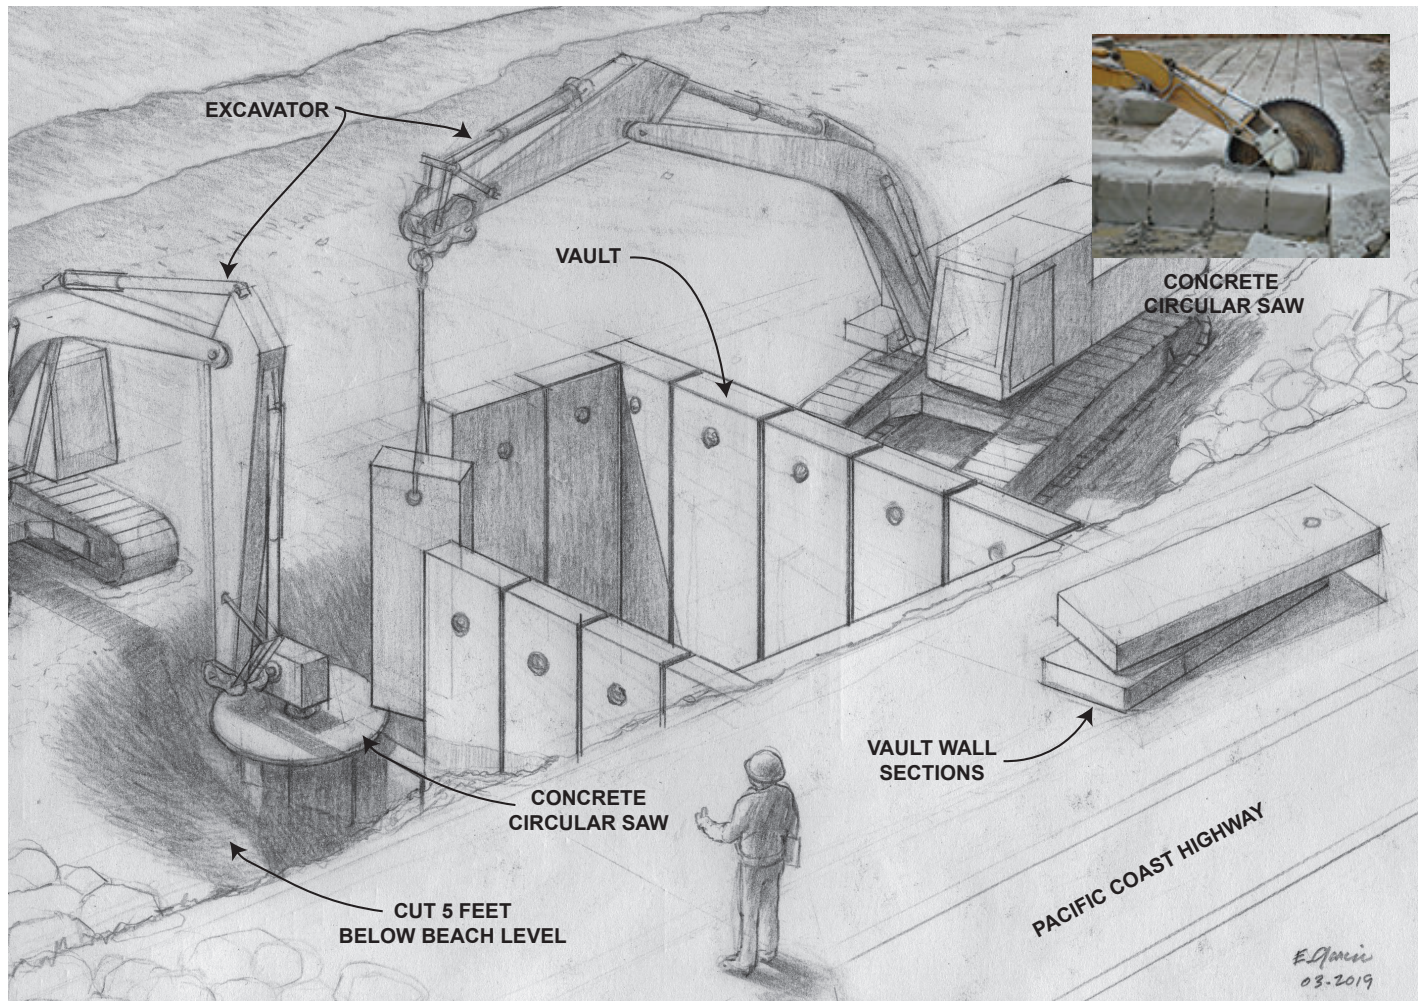 EXCAVATOR
VAULT
CONCRETE
CIRCULAR SAW
VAULT WALL
SECTIONS
CONCRETE
CIRCULAR SAW
PACIFIC COAST HIGHWAY
CUT 5 FEET
BELOW BEACH LEVEL
03-2019